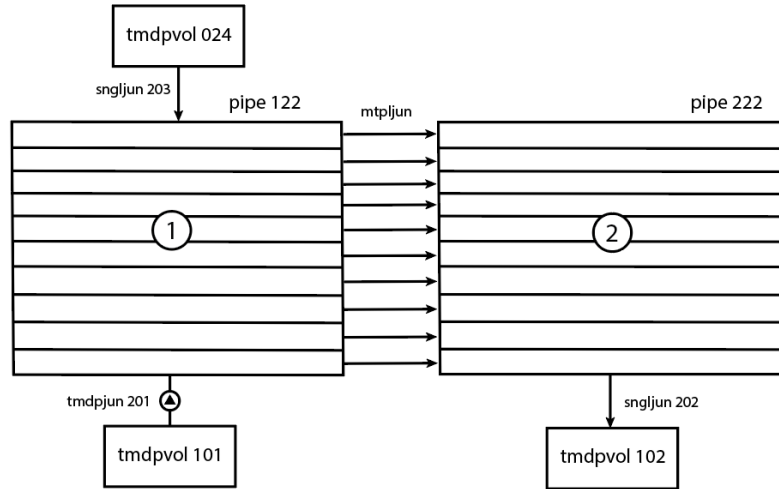 tmdpvol 024
sngljun 203
pipe 122
mtpljun
pipe 222
1
2
tmdpjun 201
sngljun 202
tmdpvol 101
tmdpvol 102